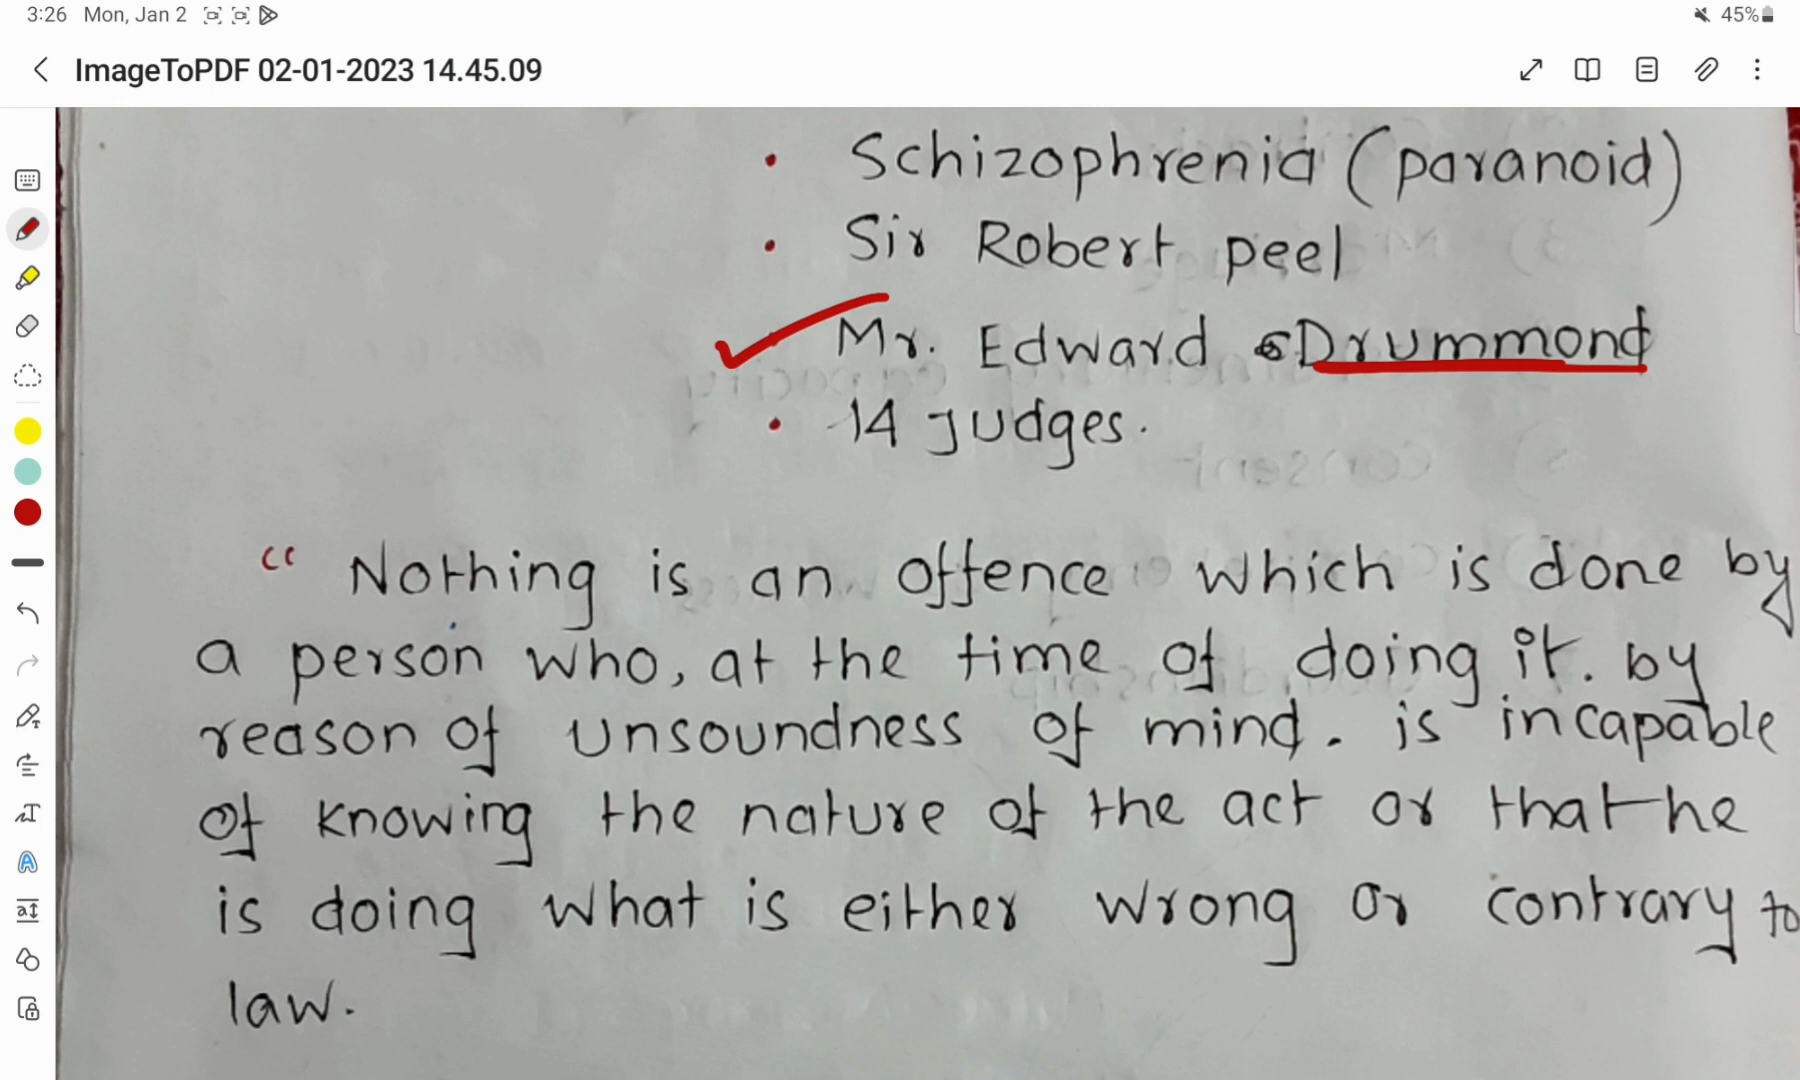 3:26 Mon, Jan 2 45%
ImageToPDF 02-01-2023 14.45.09
• Schizophrenia (paranoid)
• Sir Robert peel
Mr. Edward Drummond
• 14 judges.
“ Nothing is an offence which is done by
a person who, at the time of doing it. by
reason of unsoundness of mind. is incapable
of knowing the nature of the act or that he
is doing what is either wrong or contrary to
law.